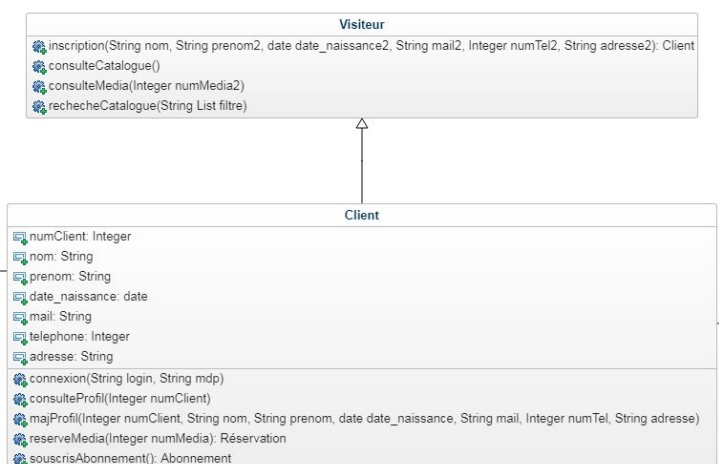 Visiteur
inscription(String nom, String prenom2, date date_naissance2, String mail2, Integer numTel2, String adresse2): Client
consulteCatalogue()
consulteMedia(Integer numMedia2)
rechecheCatalogue(String List filtre)
Client
numClient: Integer
nom: String
prenom: String
date_naissance: date
mail: String
telephone: Integer
adresse: String
connexion(String login, String mdp)
consulteProfil(Integer numClient)
majProfil(Integer numClient, String nom, String prenom, date date_naissance, String mail, Integer numTel, String adresse)
reserveMedia(Integer numMedia): Réservation
souscrisAbonnement(): Abonnement